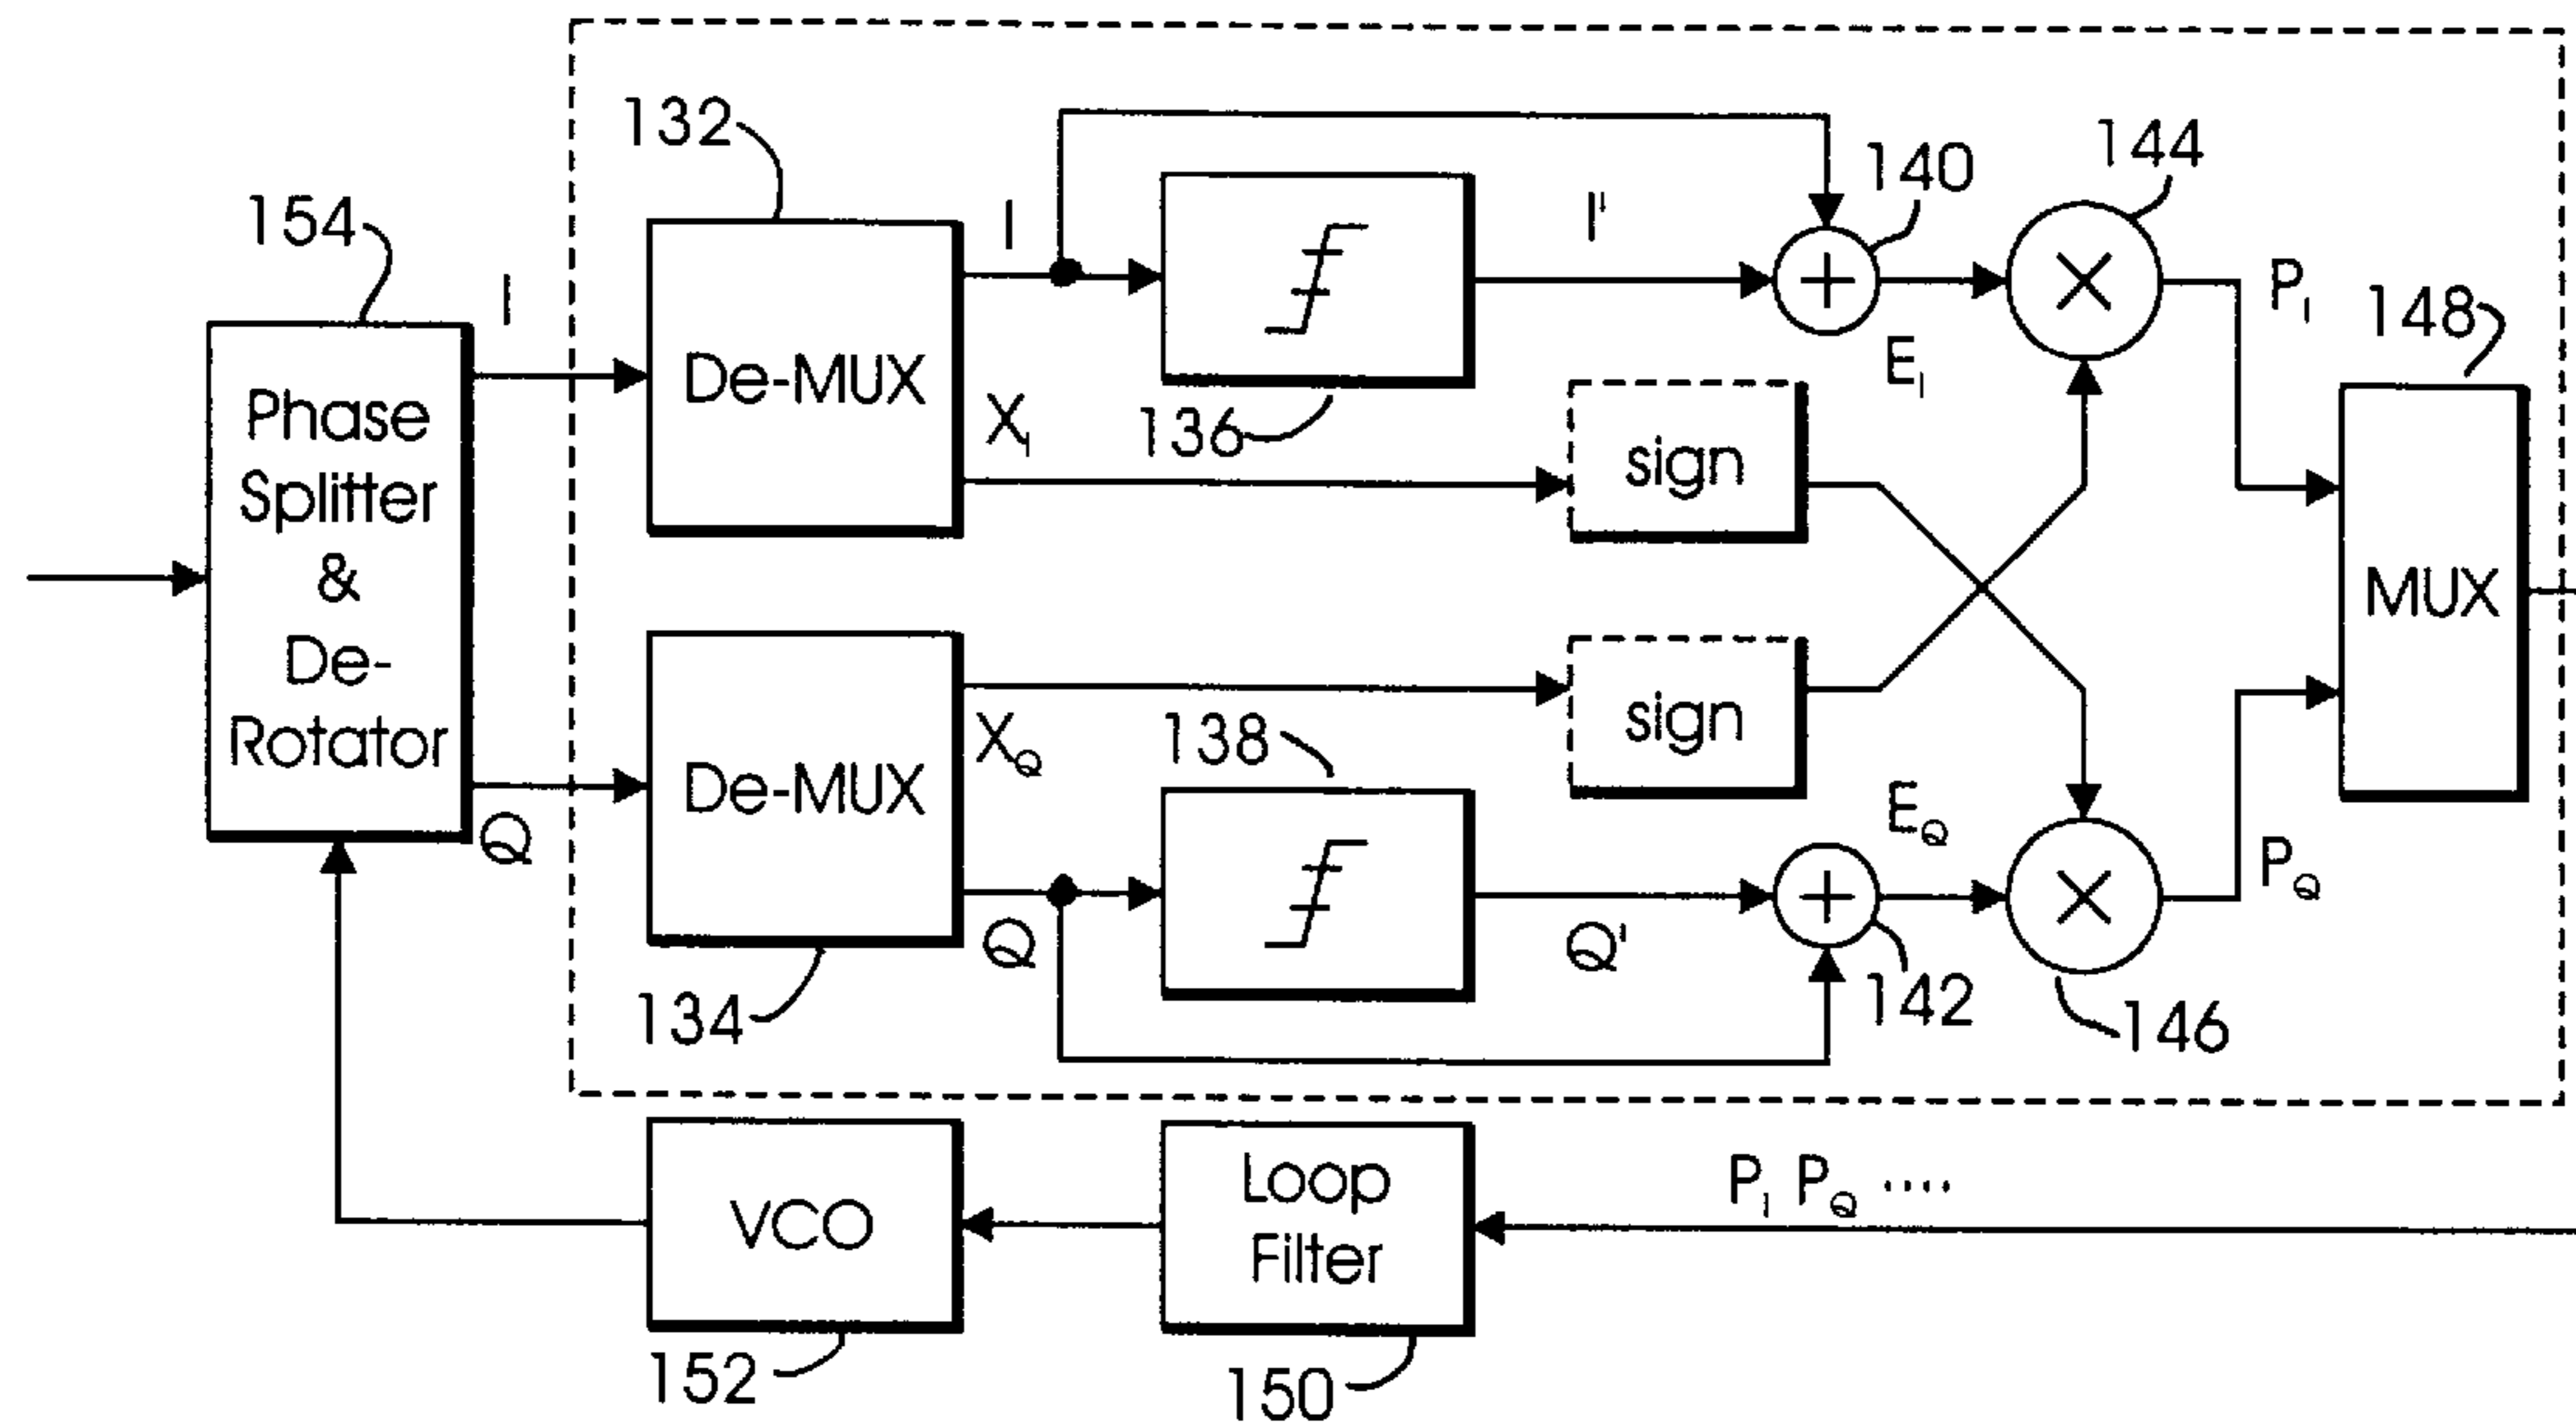 154
Phase
Splitter
&
De-
Rotator
I
Q
132
De-MUX
I
X_I
136
I'
140
E_I
144
P_I
148
sign
MUX
134
De-MUX
X_Q
Q
138
sign
Q'
142
E_Q
146
P_Q
VCO
152
Loop
Filter
150
P_I P_Q ....